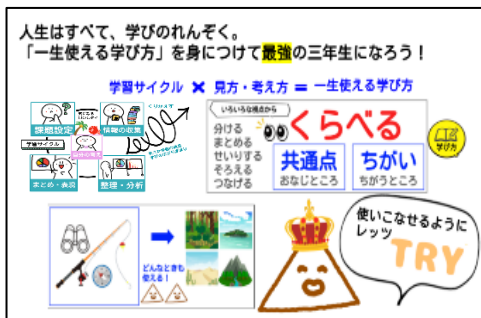 人生はすべて、学びのれんぞく。
「一生使える学び方」を身につけて最強の三年生になろう！
学習サイクル × 見方・考え方 = 一生使える学び方
課題設定
情報の収集
学習サイクル
まとめ・表現
整理・分析
いろいろな視点から
分ける
まとめる
せいりする
そろえる
つなげる
くらべる
共通点
おなじところ
ちがい
ちがうところ
学び方
どんなときも
使える！
使いこなせるように
レッツ
TRY